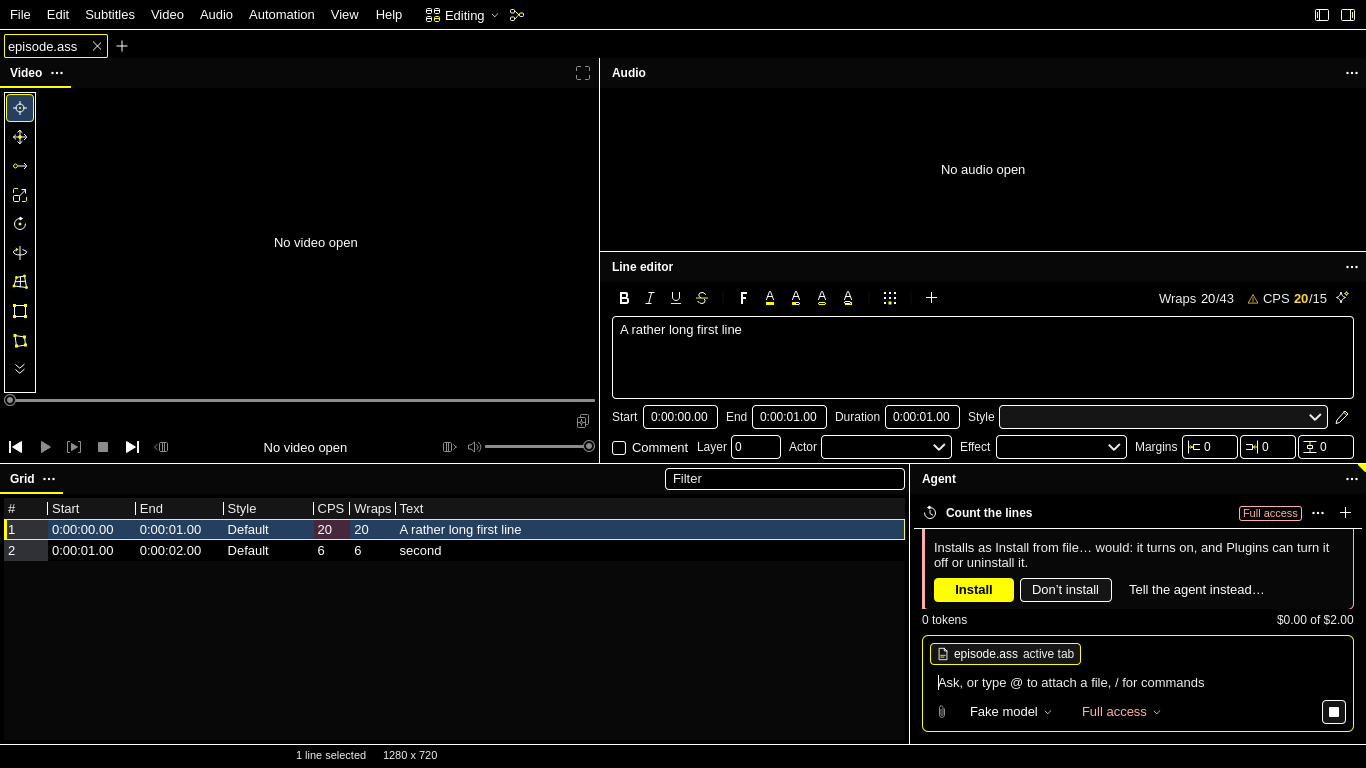 File Edit Subtitles Video Audio Automation View Help Editing
episode.ass
Video
No video open
No video open
Audio
No audio open
Line editor
B I U S F A A A A Wraps 20/43 CPS 20/15
A rather long first line
Start 0:00:00.00 End 0:00:01.00 Duration 0:00:01.00 Style
Comment Layer 0 Actor Effect Margins 0 0 0
Grid Filter
# Start End Style CPS Wraps Text
1 0:00:00.00 0:00:01.00 Default 20 20 A rather long first line
2 0:00:01.00 0:00:02.00 Default 6 6 second
Agent
Count the lines Full access
Installs as Install from file… would: it turns on, and Plugins can turn it
off or uninstall it.
Install Don’t install Tell the agent instead…
0 tokens $0.00 of $2.00
episode.ass active tab
Ask, or type @ to attach a file, / for commands
Fake model Full access
1 line selected 1280 x 720